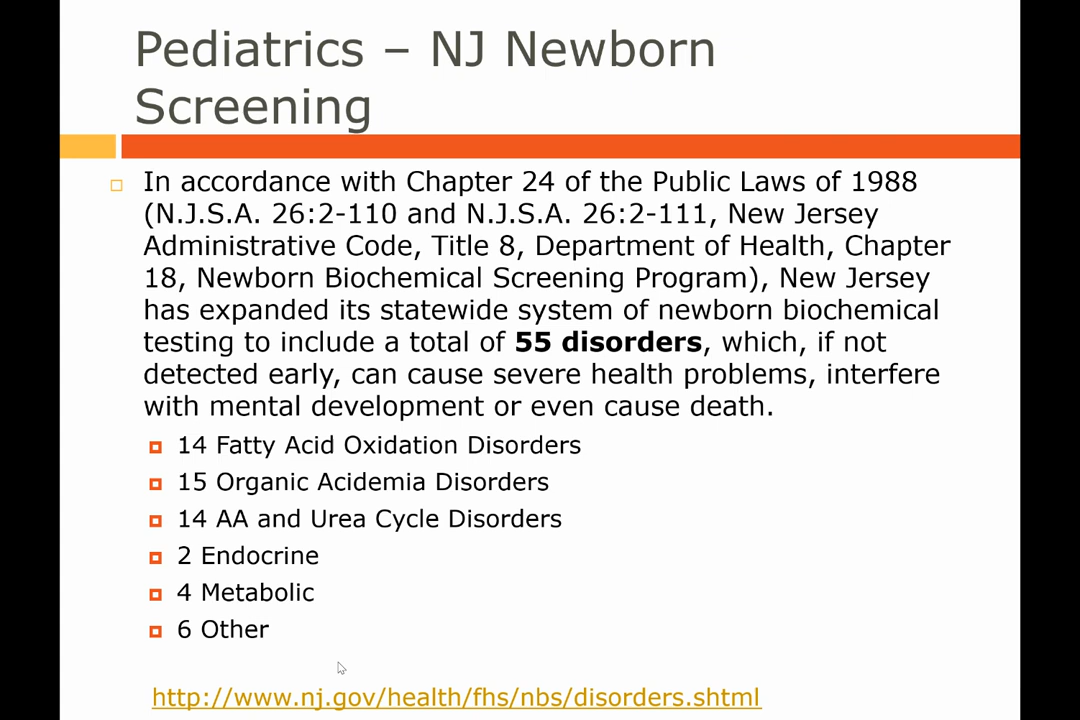 Pediatrics – NJ Newborn
Screening
In accordance with Chapter 24 of the Public Laws of 1988
(N.J.S.A. 26:2-110 and N.J.S.A. 26:2-111, New Jersey
Administrative Code, Title 8, Department of Health, Chapter
18, Newborn Biochemical Screening Program), New Jersey
has expanded its statewide system of newborn biochemical
testing to include a total of 55 disorders, which, if not
detected early, can cause severe health problems, interfere
with mental development or even cause death.
14 Fatty Acid Oxidation Disorders
15 Organic Acidemia Disorders
14 AA and Urea Cycle Disorders
2 Endocrine
4 Metabolic
6 Other
http://www.nj.gov/health/fhs/nbs/disorders.shtml